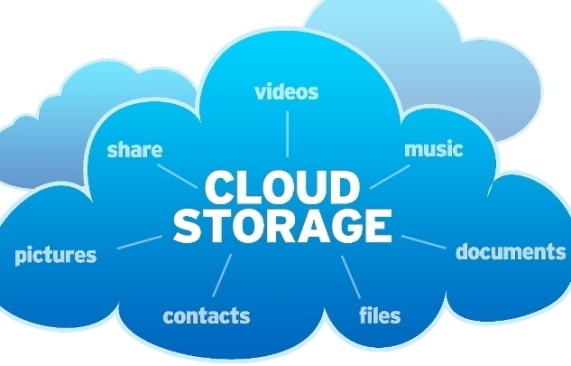 videos
share
music
CLOUD
STORAGE
pictures
documents
contacts
files